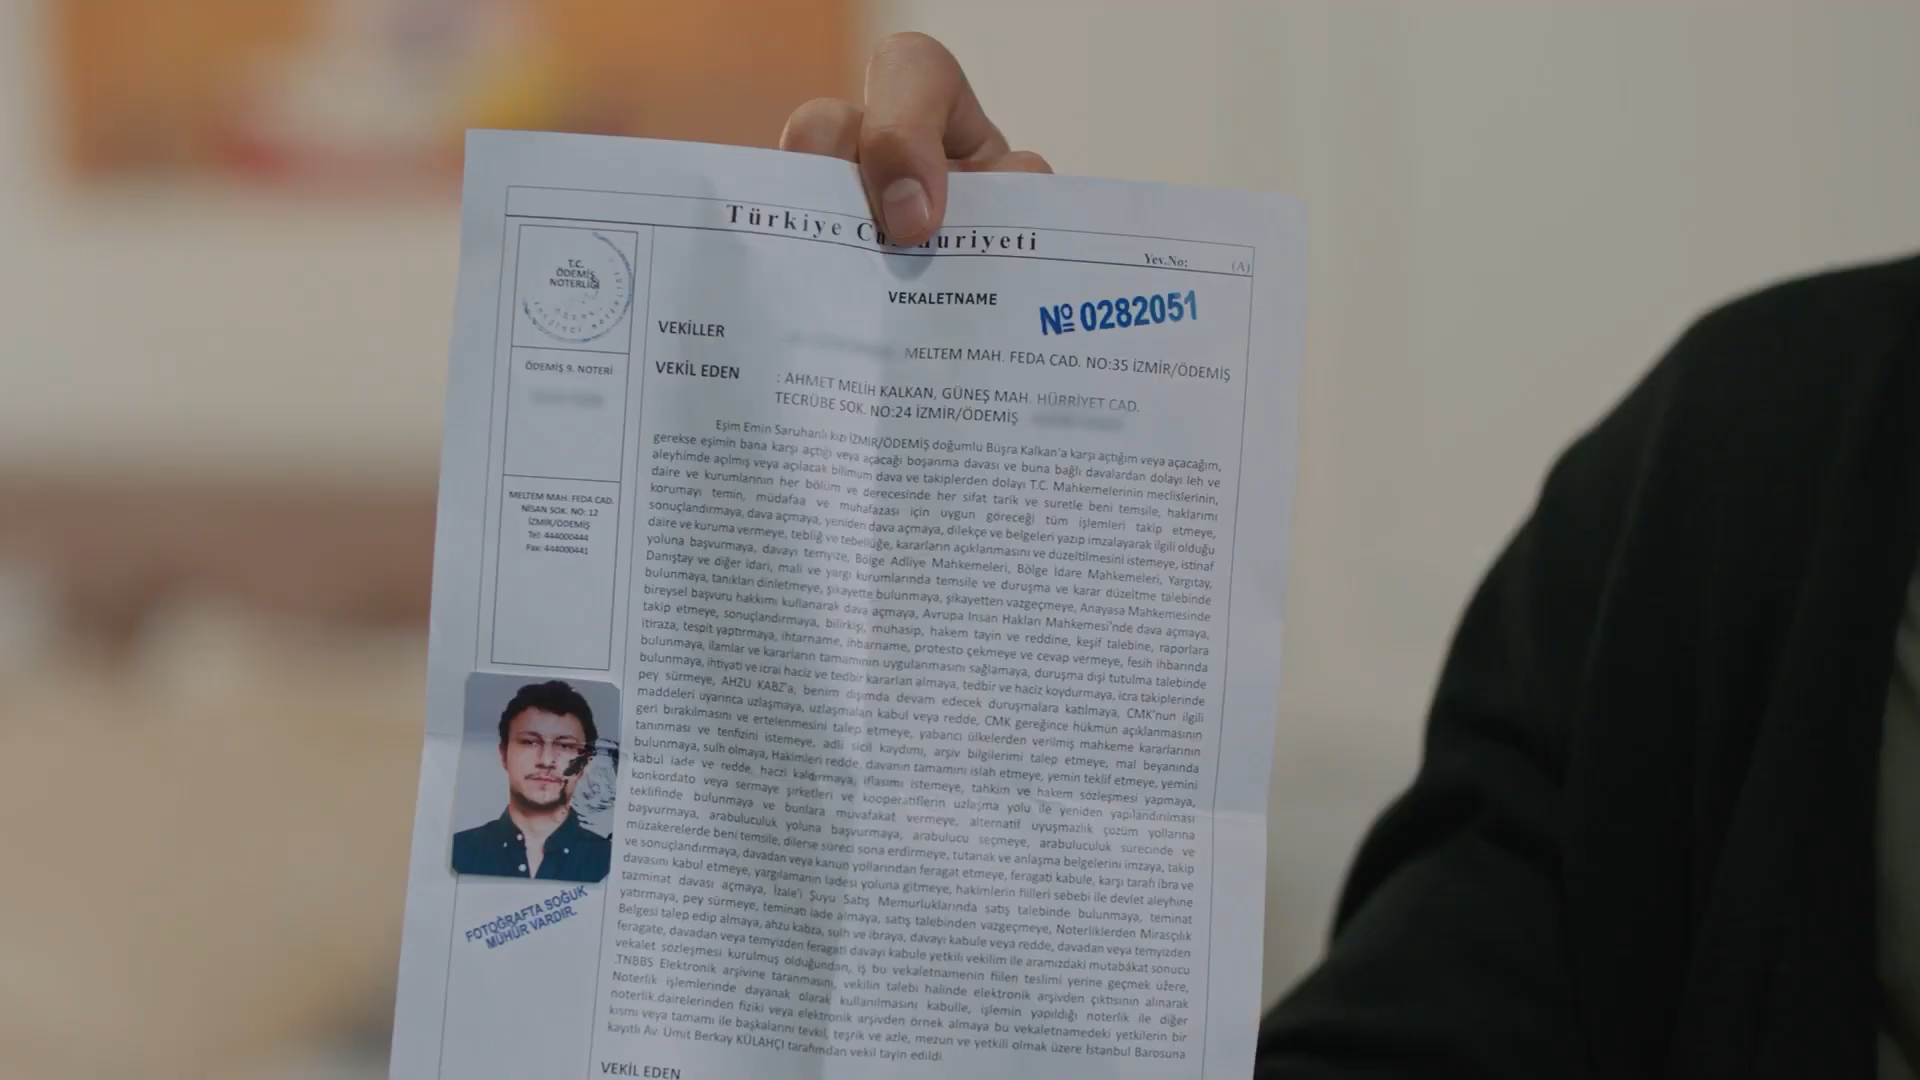 Türkiye Cumhuriyeti
Yev.No:
(A)
T.C.
ÖDEMİŞ
NOTERLİĞİ
VEKALETNAME
Nº 0282051
VEKİLLER
MELTEM MAH. FEDA CAD. NO:35 İZMİR/ÖDEMİŞ
ÖDEMİŞ 9. NOTERİ
VEKİL EDEN
: AHMET MELİH KALKAN, GÜNEŞ MAH. HÜRRİYET CAD.
TECRÜBE SOK. NO:24 İZMİR/ÖDEMİŞ
MELTEM MAH. FEDA CAD.
NİSAN SOK. NO: 12
İZMİR/ÖDEMİŞ
Tel: 444000444
Fax: 444000441
Eşim Emin Saruhanlı kızı İZMİR/ÖDEMİŞ doğumlu Büşra Kalkan'a karşı açtığım veya açacağım,
gerekse eşimin bana karşı açtığı veya açacağı boşanma davası ve buna bağlı davalardan dolayı leh ve
aleyhimde açılmış veya açılacak bilimum dava ve takiplerden dolayı T.C. Mahkemelerinin meclislerinin,
daire ve kurumlarının her bölüm ve derecesinde her sıfat tarik ve suretle beni temsile, haklarımı
korumayı temin, müdafaa ve muhafazası için uygun göreceği tüm işlemleri takip etmeye,
sonuçlandırmaya, dava açmaya, yeniden dava açmaya, dilekçe ve belgeleri yazıp imzalayarak ilgili olduğu
daire ve kuruma vermeye, tebliğ ve tebellüğe, kararların açıklanmasını ve düzeltilmesini istemeye, istinaf
yoluna başvurmaya, davayı temyize, Bölge Adliye Mahkemeleri, Bölge İdare Mahkemeleri, Yargıtay,
Danıştay ve diğer idari, mali ve yargı kurumlarında temsile ve duruşma ve karar düzeltme talebinde
bulunmaya, tanıkları dinletmeye, şikayette bulunmaya, şikayetten vazgeçmeye, Anayasa Mahkemesinde
bireysel başvuru hakkımı kullanarak dava açmaya, Avrupa İnsan Hakları Mahkemesi'nde dava açmaya,
takip etmeye, sonuçlandırmaya, bilirkişi, muhasip, hakem tayin ve reddine, keşif talebine, raporlara
itiraza, tespit yaptırmaya, ihtarname, ihbarname, protesto çekmeye ve cevap vermeye, fesih ihbarında
bulunmaya, ilamlar ve kararların tamamının uygulanmasını sağlamaya, duruşma dışı tutulma talebinde
bulunmaya, ihtiyati ve icrai haciz ve tedbir kararları almaya, tedbir ve haciz koydurmaya, icra takiplerinde
pey sürmeye, AHZU KABZ'a, benim dışımda devam edecek duruşmalara katılmaya, CMK'nun ilgili
maddeleri uyarınca uzlaşmaya, uzlaşmaları kabul veya redde, CMK gereğince hükmün açıklanmasının
geri bırakılmasını ve ertelenmesini talep etmeye, yabancı ülkelerden verilmiş mahkeme kararlarının
tanınması ve tenfizini istemeye, adli sicil kaydımı, arşiv bilgilerimi talep etmeye, mal beyanında
bulunmaya, sulh olmaya, Hakimleri redde, davanın tamamını ıslah etmeye, yemin teklif etmeye, yemini
kabul iade ve redde, haczi kaldırmaya, iflasımı istemeye, tahkim ve hakem sözleşmesi yapmaya,
konkordato veya sermaye şirketleri ve kooperatiflerin uzlaşma yolu ile yeniden yapılandırılması
teklifinde bulunmaya ve bunlara muvafakat vermeye, alternatif uyuşmazlık çözüm yollarına
başvurmaya, arabuluculuk yoluna başvurmaya, arabulucu seçmeye, arabuluculuk sürecinde ve
müzakerelerde beni temsile, dilerse süreci sona erdirmeye, tutanak ve anlaşma belgelerini imzaya, takip
ve sonuçlandırmaya, davadan veya kanun yollarından feragat etmeye, feragati kabule, karşı tarafı ibra ve
davasını kabul etmeye, yargılamanın iadesi yoluna gitmeye, hakimlerin fiilleri sebebi ile devlet aleyhine
tazminat davası açmaya, İzale'i Şuyu Satış Memurluklarında satış talebinde bulunmaya, teminat
yatırmaya, pey sürmeye, teminatı iade almaya, satış talebinden vazgeçmeye, Noterliklerden Mirasçılık
Belgesi talep edip almaya, ahzu kabza, sulh ve ibraya, davayı kabule veya redde, davadan veya temyizden
feragate, davadan veya temyizden feragati davayı kabule yetkili vekilim ile aramızdaki mutabakat sonucu
vekalet sözleşmesi kurulmuş olduğundan, iş bu vekaletnamenin fiilen teslimi yerine geçmek üzere,
.TNBBS Elektronik arşivine taranmasını, vekilin talebi halinde elektronik arşivden çıktısının alınarak
Noterlik işlemlerinde dayanak olarak kullanılmasını kabulle, işlemin yapıldığı noterlik ile diğer
noterlik.dairelerinden fiziki veya elektronik arşivden örnek almaya bu vekaletnamedeki yetkilerin bir
kısmı veya tamamı ile başkalarını tevkil, teşrik ve azle, mezun ve yetkili olmak üzere İstanbul Barosuna
kayıtlı Av. Ümit Berkay KÜLAHÇI tarafımdan vekil tayin edildi.
FOTOĞRAFTA SOĞUK
MÜHÜR VARDIR.
VEKİL EDEN